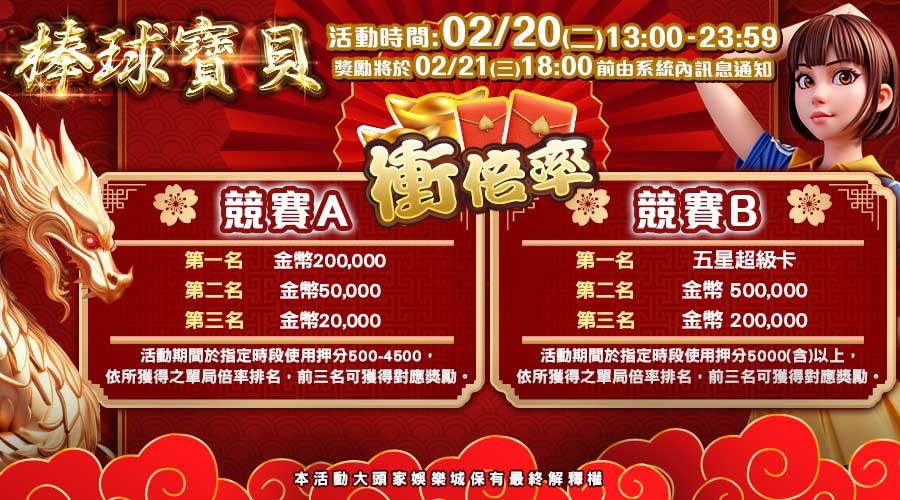 棒球寶貝
活動時間:02/20(二)13:00-23:59
獎勵將於 02/21(三)18:00 前由系統內訊息通知
衝倍率
競賽A
第一名 金幣200,000
第二名 金幣50,000
第三名 金幣20,000
活動期間於指定時段使用押分500-4500，
依所獲得之單局倍率排名，前三名可獲得對應獎勵。
競賽B
第一名 五星超級卡
第二名 金幣 500,000
第三名 金幣 200,000
活動期間於指定時段使用押分5000(含)以上，
依所獲得之單局倍率排名，前三名可獲得對應獎勵。
本活動大頭家娛樂城保有最終解釋權